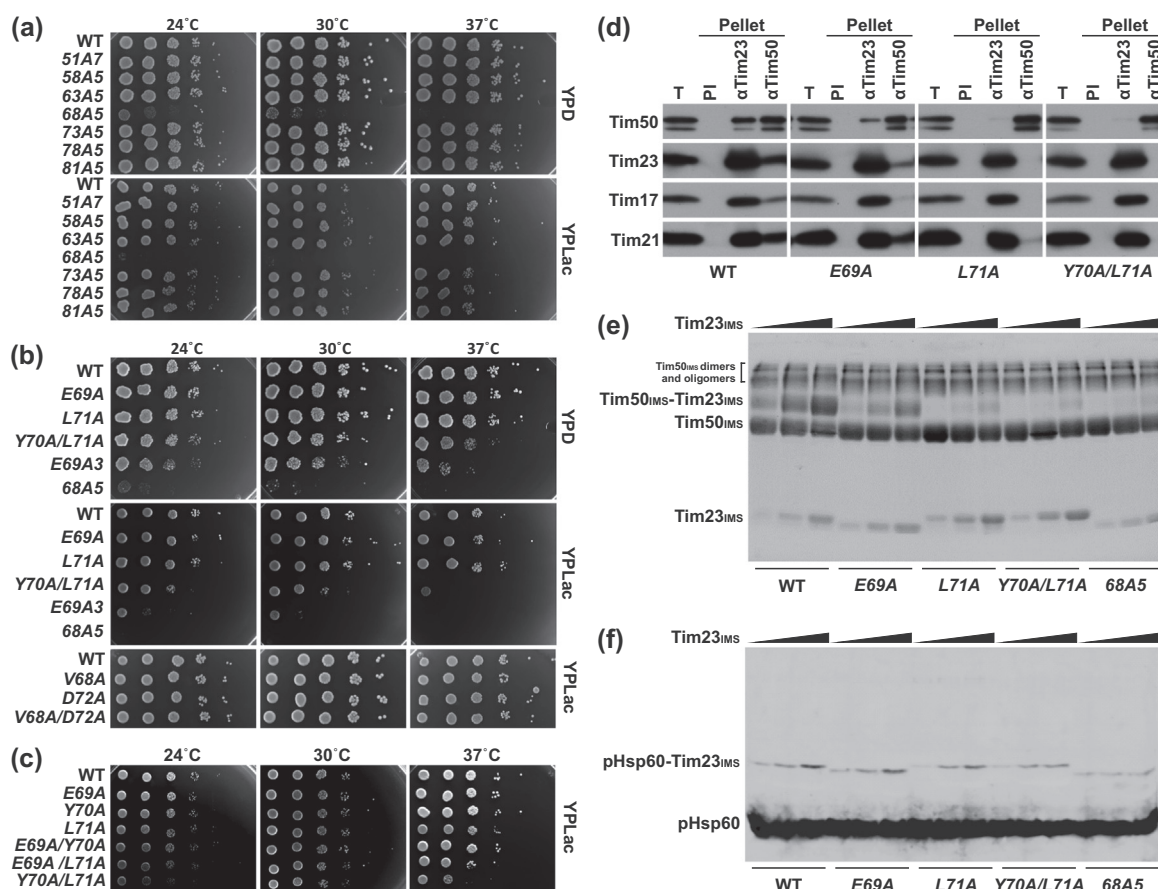 (a)
24˚C 30˚C 37˚C
WT
51A7
58A5
63A5
68A5
73A5
78A5
81A5
YPD
WT
51A7
58A5
63A5
68A5
73A5
78A5
81A5
YPLac
(b)
24˚C 30˚C 37˚C
WT
E69A
L71A
Y70A/L71A
E69A3
68A5
YPD
WT
E69A
L71A
Y70A/L71A
E69A3
68A5
YPLac
WT
V68A
D72A
V68A/D72A
YPLac
(c)
24˚C 30˚C 37˚C
WT
E69A
Y70A
L71A
E69A/Y70A
E69A /L71A
Y70A/L71A
YPLac
(d)
Pellet Pellet Pellet Pellet
T PI αTim23 αTim50 T PI αTim23 αTim50 T PI αTim23 αTim50 T PI αTim23 αTim50
Tim50
Tim23
Tim17
Tim21
WT E69A L71A Y70A/L71A
(e)
Tim23IMS
Tim50IMS dimers
and oligomers
Tim50IMS-Tim23IMS
Tim50IMS
Tim23IMS
WT E69A L71A Y70A/L71A 68A5
(f)
Tim23IMS
pHsp60-Tim23IMS
pHsp60
WT E69A L71A Y70A/L71A 68A5